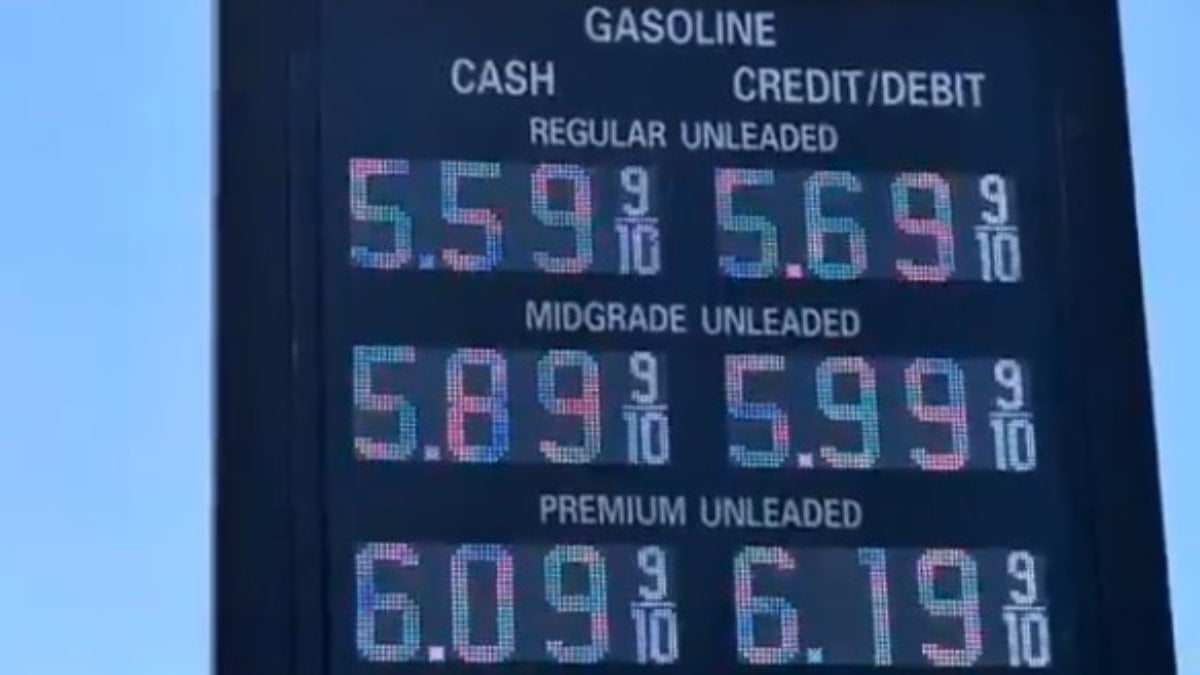 GASOLINE
CASH CREDIT/DEBIT
REGULAR UNLEADED
5.59 9/10 5.69 9/10
MIDGRADE UNLEADED
5.89 9/10 5.99 9/10
PREMIUM UNLEADED
6.09 9/10 6.19 9/10